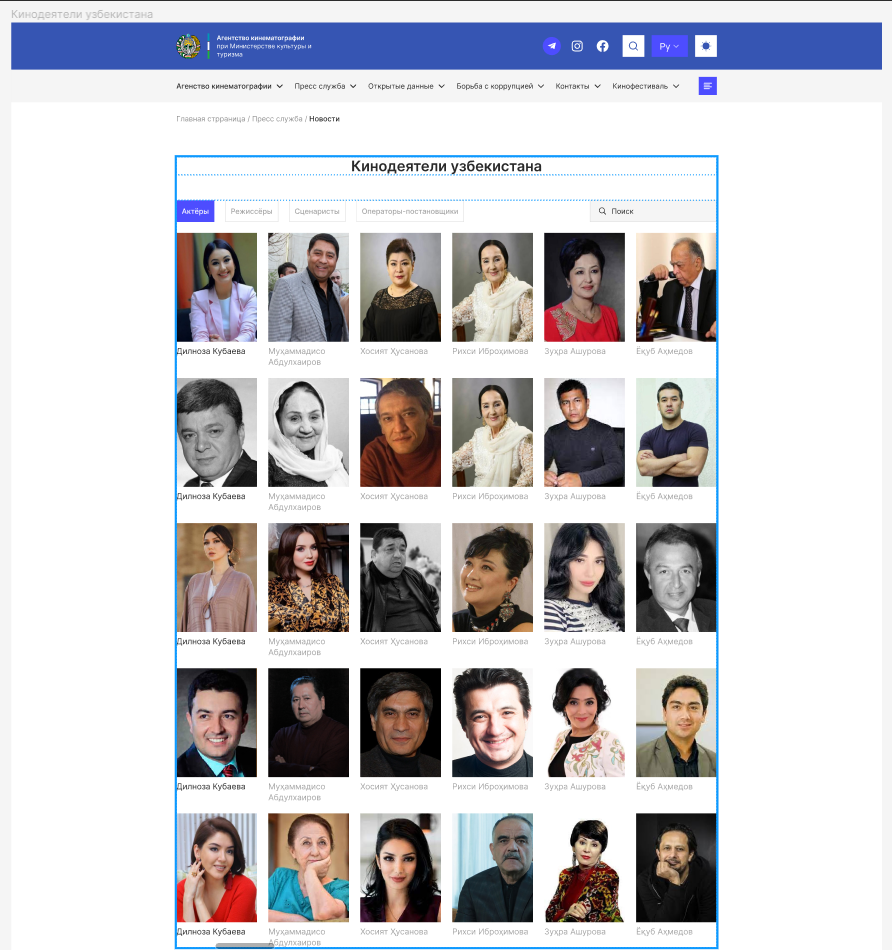 Кинодеятели узбекистана
Агентство кинематографии
при Министерстве культуры и
туризма
Ру
Агенство кинематографии
Пресс служба
Открытые данные
Борьба с коррупцией
Контакты
Кинофестиваль
Главная стрраница / Пресс служба / Новости
Кинодеятели узбекистана
Актёры
Режиссёры
Сценаристы
Операторы-постановщики
Поиск
Дилноза Кубаева
Муҳаммадисо
Абдулхаиров
Хосият Ҳусанова
Рихси Иброҳимова
Зуҳра Ашурова
Ёқуб Аҳмедов
Дилноза Кубаева
Муҳаммадисо
Абдулхаиров
Хосият Ҳусанова
Рихси Иброҳимова
Зуҳра Ашурова
Ёқуб Аҳмедов
Дилноза Кубаева
Муҳаммадисо
Абдулхаиров
Хосият Ҳусанова
Рихси Иброҳимова
Зуҳра Ашурова
Ёқуб Аҳмедов
Дилноза Кубаева
Муҳаммадисо
Абдулхаиров
Хосият Ҳусанова
Рихси Иброҳимова
Зуҳра Ашурова
Ёқуб Аҳмедов
Дилноза Кубаева
Муҳаммадисо
Абдулхаиров
Хосият Ҳусанова
Рихси Иброҳимова
Зуҳра Ашурова
Ёқуб Аҳмедов